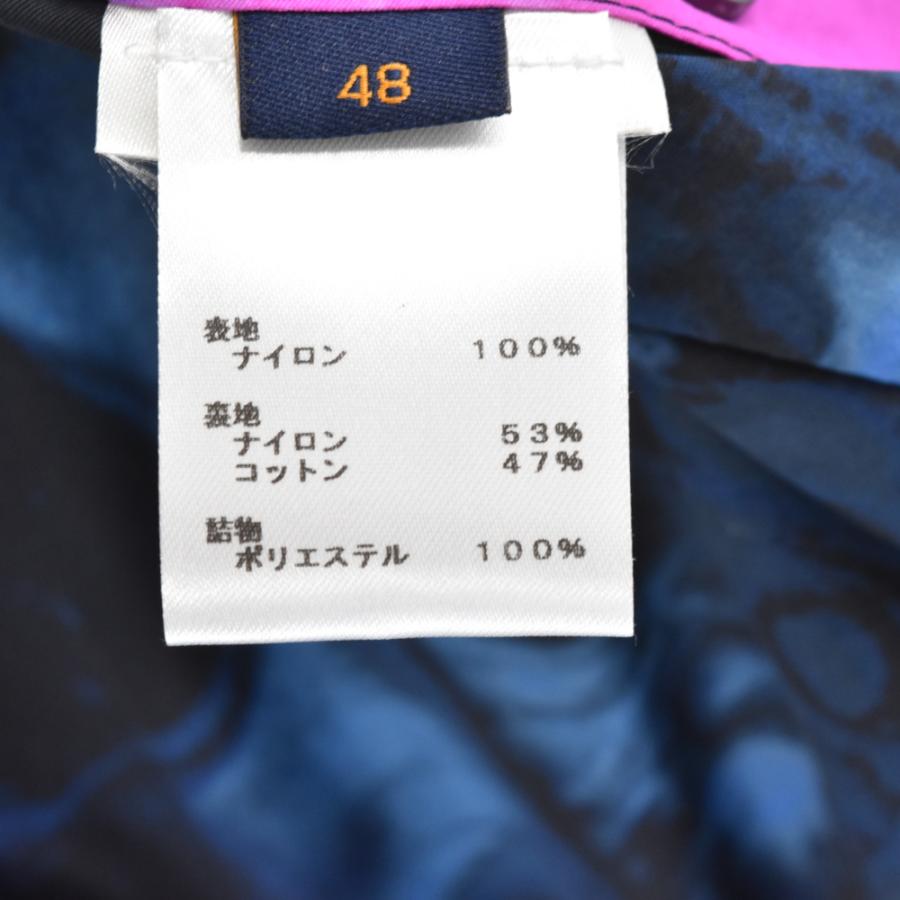 48
表地
ナイロン 100%
裏地
ナイロン 53%
コットン 47%
詰物
ポリエステル 100%